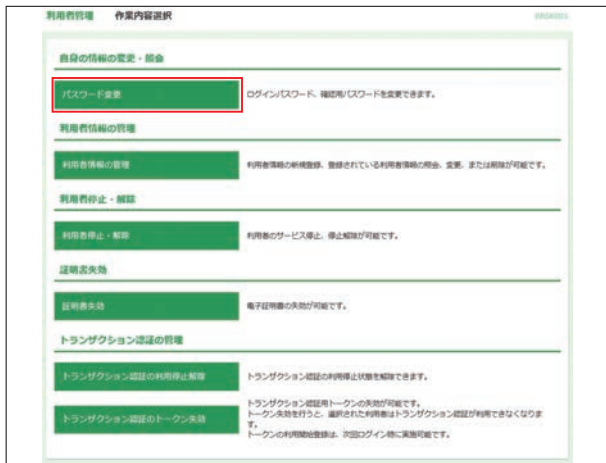 利用者管理 作業内容選択
自身の情報の変更・照会
パスワード変更
ログインパスワード、確認用パスワードを変更できます。
利用者情報の管理
利用者情報の管理
利用者情報の新規登録、登録されている利用者情報の照会、変更、または削除が可能です。
利用者停止・解除
利用者停止・解除
利用者のサービス停止、停止解除が可能です。
証明書失効
証明書失効
電子証明書の失効が可能です。
トランザクション認証の管理
トランザクション認証の利用停止解除
トランザクション認証の利用停止状態を解除できます。
トランザクション認証のトークン失効
トランザクション認証用トークンの失効が可能です。
トークン失効を行うと、選択された利用者はトランザクション認証が利用できなくなりま
す。
トークンの利用開始登録は、次回ログイン時に実施可能です。